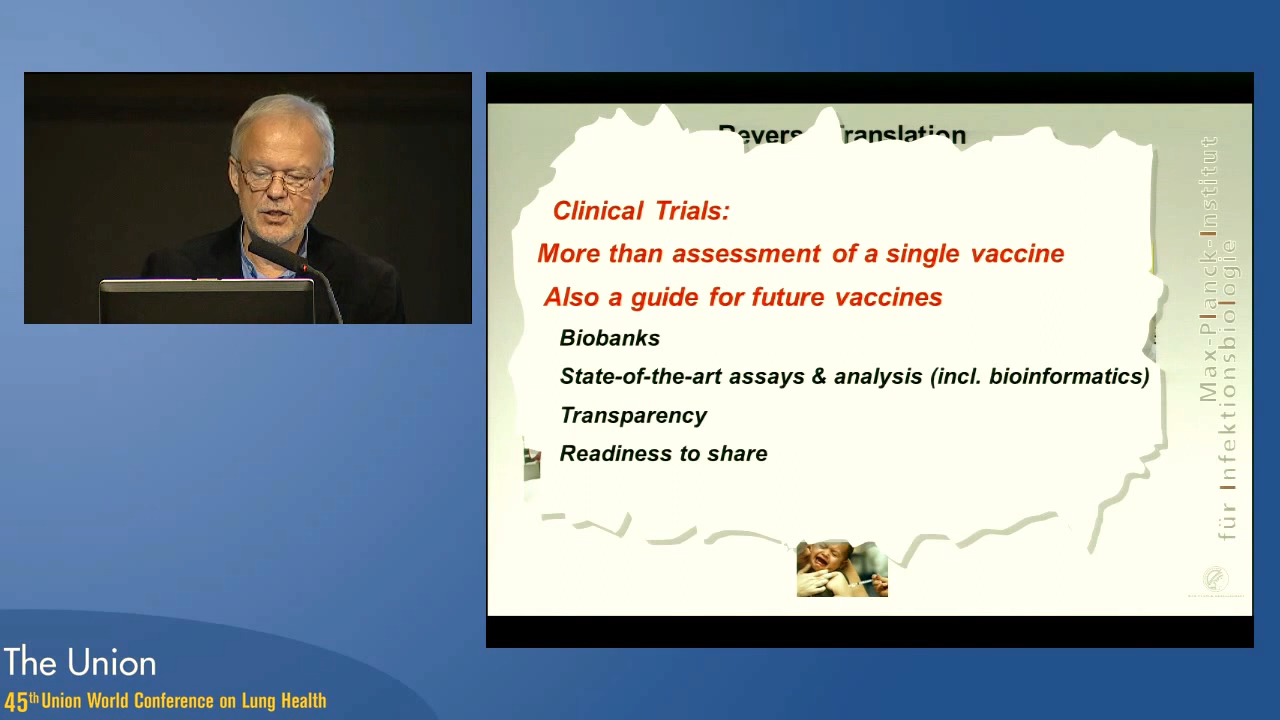 Reverse Translation
Clinical Trials:
More than assessment of a single vaccine
Also a guide for future vaccines
Biobanks
State-of-the-art assays & analysis (incl. bioinformatics)
Transparency
Readiness to share
Max-Planck-Institut
für Infektionsbiologie
The Union
45th Union World Conference on Lung Health